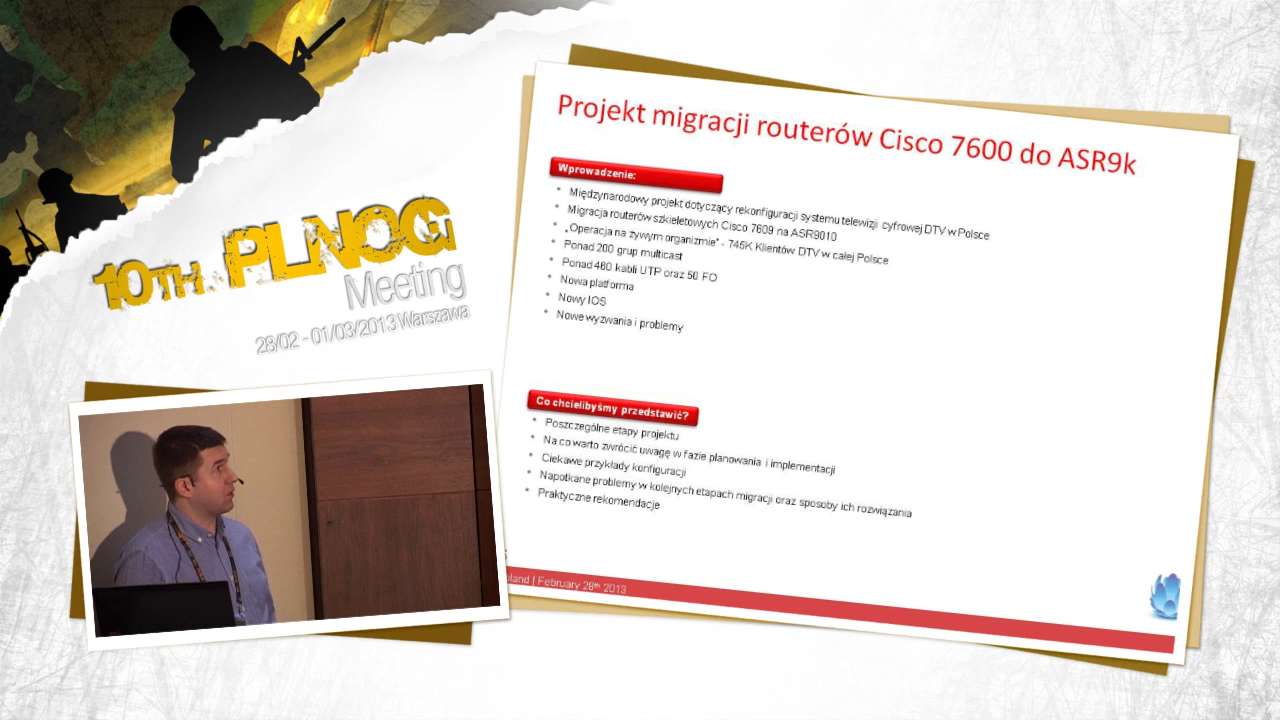 10TH PLNOG
Meeting
28/02 - 01/03/2013 Warszawa
Projekt migracji routerów Cisco 7600 do ASR9k
Wprowadzenie:
• Międzynarodowy projekt dotyczący rekonfiguracji systemu telewizji cyfrowej DTV w Polsce
• Migracja routerów szkieletowych Cisco 7609 na ASR9010
• „Operacja na żywym organizmie" - 746K Klientów DTV w całej Polsce
• Ponad 200 grup multicast
• Ponad 460 kabli UTP oraz 50 FO
• Nowa platforma
• Nowy IOS
• Nowe wyzwania i problemy
Co chcielibyśmy przedstawić?
• Poszczególne etapy projektu
• Na co warto zwrócić uwagę w fazie planowania i implementacji
• Ciekawe przykłady konfiguracji
• Napotkane problemy w kolejnych etapach migracji oraz sposoby ich rozwiązania
• Praktyczne rekomendacje
| February 28th 2013